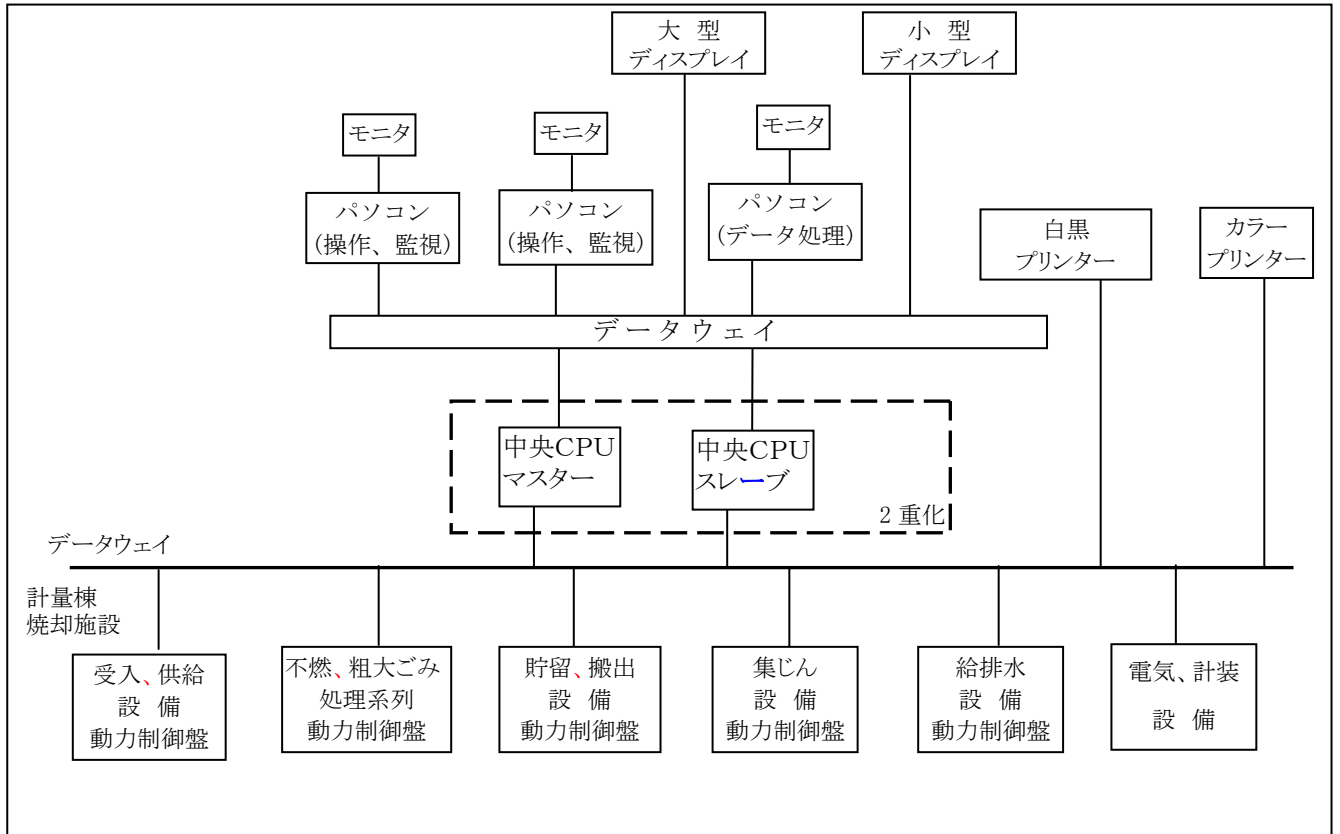 大 型
ディスプレイ
小 型
ディスプレイ
モニタ
モニタ
モニタ
パソコン
(操作、監視)
パソコン
(操作、監視)
パソコン
(データ処理)
白黒
プリンター
カラー
プリンター
データウェイ
中央CPU
マスター
中央CPU
スレーブ
2重化
データウェイ
計量棟
焼却施設
受入、供給
設 備
動力制御盤
不燃、粗大ごみ
処理系列
動力制御盤
貯留、搬出
設 備
動力制御盤
集じん
設 備
動力制御盤
給排水
設 備
動力制御盤
電気、計装
設 備